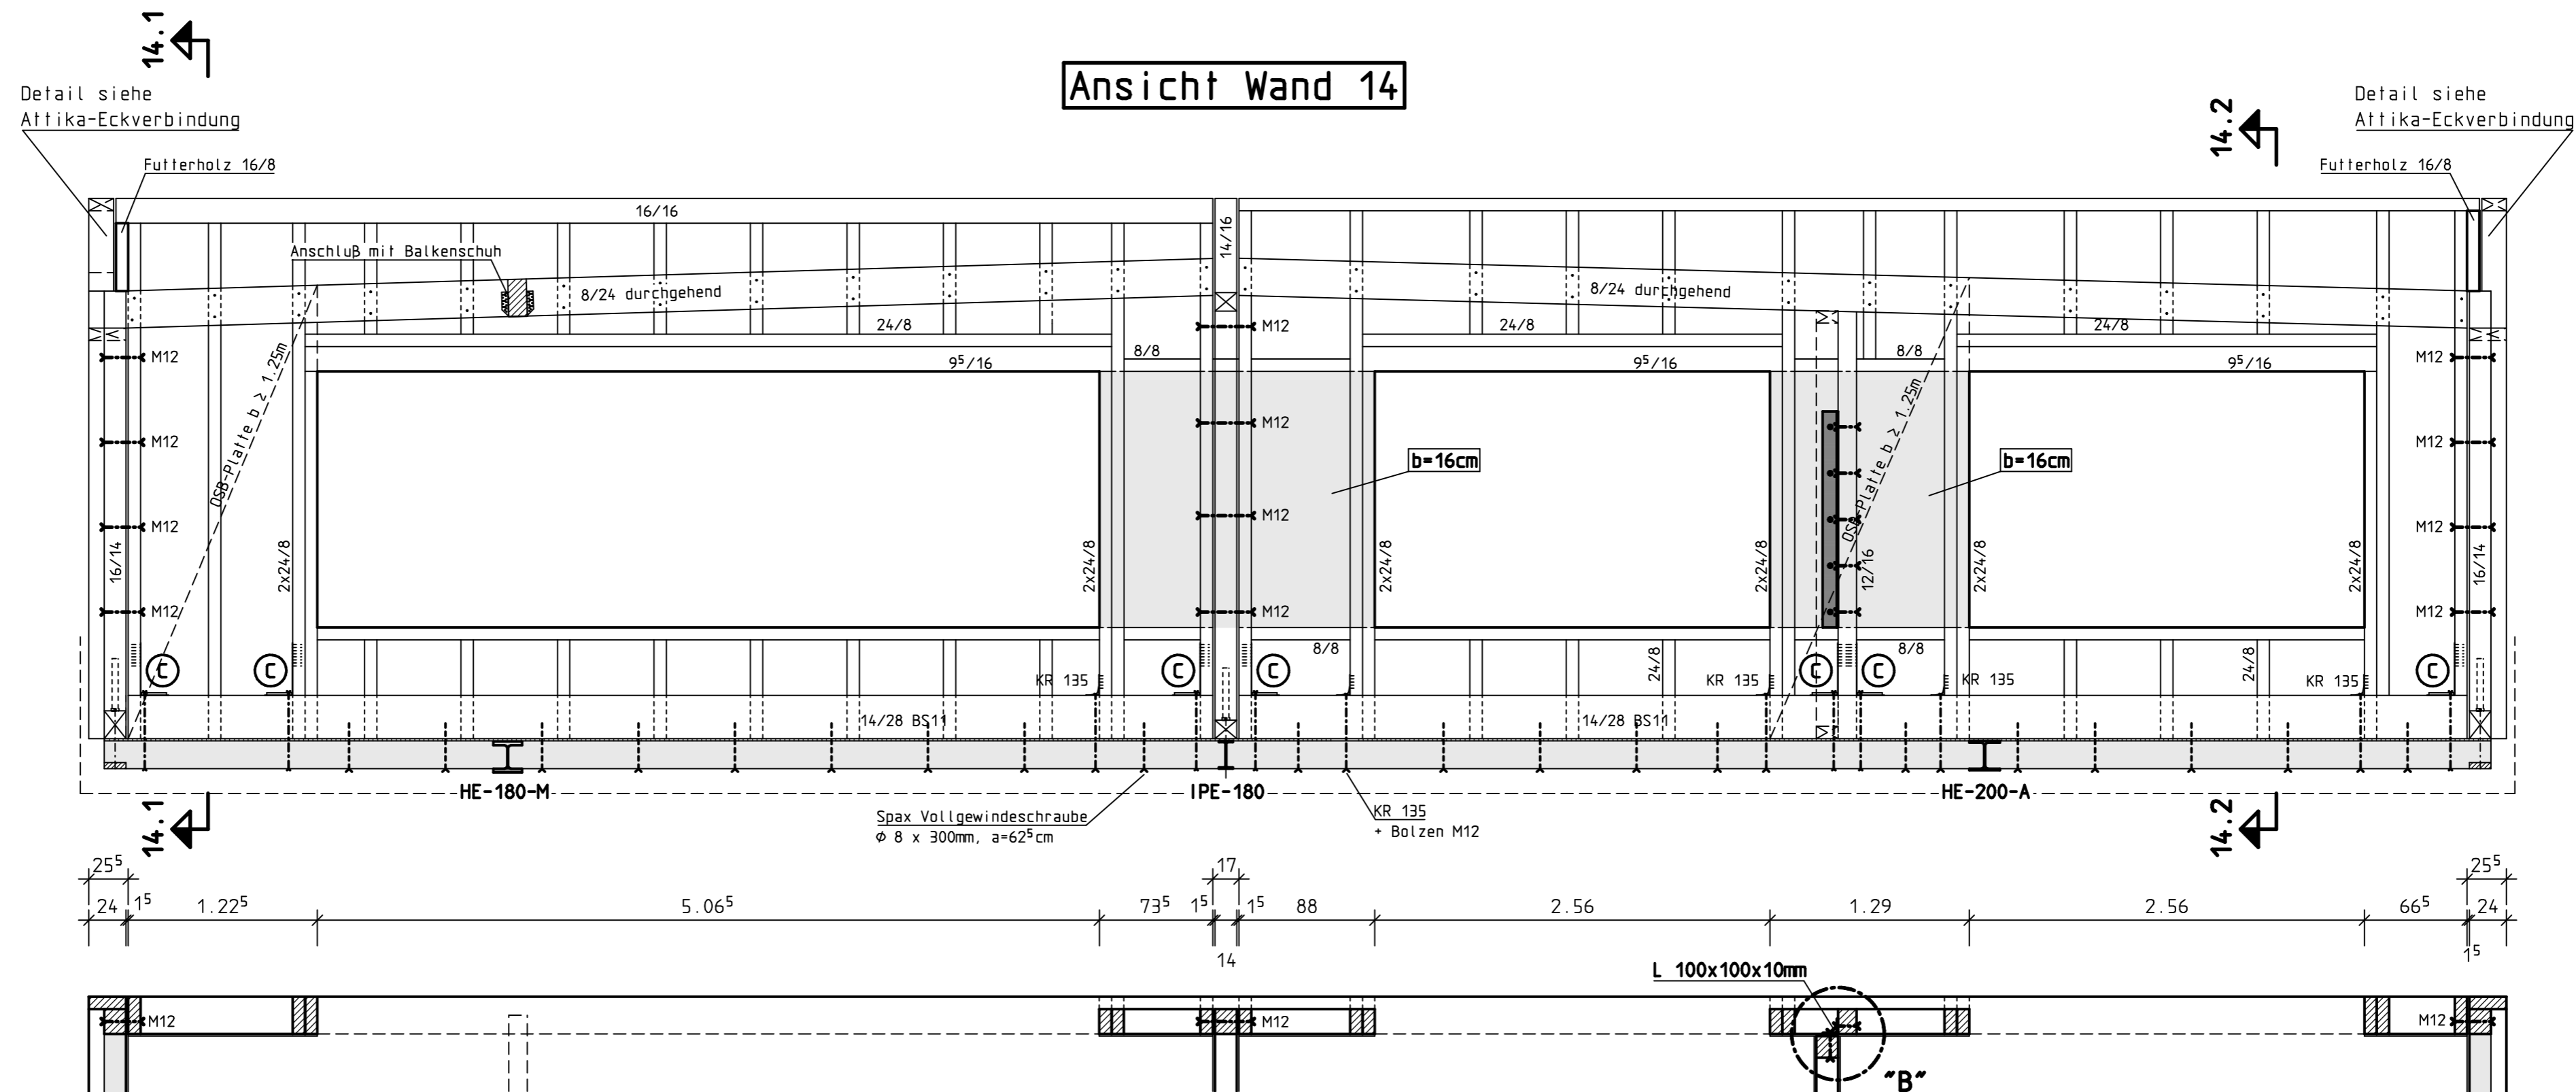 14.1
Ansicht Wand 14
Detail siehe
Attika-Eckverbindung
14.2
Detail siehe
Attika-Eckverbindung
Futterholz 16/8
Futterholz 16/8
16/16
14/16
Anschluß mit Balkenschuh
8/24 durchgehend
8/24 durchgehend
24/8
M12
24/8
24/8
8/8
8/8
9⁵/16
9⁵/16
9⁵/16
M12
M12
OSB-Platte b ≥ 1.25m
OSB-Platte b ≥ 1.25m
M12
M12
M12
M12
b=16cm
b=16cm
M12
M12
M12
16/14
2x24/8
2x24/8
2x24/8
2x24/8
12/16
2x24/8
2x24/8
16/14
M12
M12
M12
8/8
24/8
8/8
24/8
C
C
C
C
C
C
C
KR 135
KR 135
KR 135
KR 135
14/28 BS11
14/28 BS11
HE-180-M
IPE-180
HE-200-A
14.1
Spax Vollgewindeschraube
Φ 8 x 300mm, a=62⁵cm
KR 135
+ Bolzen M12
14.2
25⁵
17
25⁵
24
1⁵
1.22⁵
5.06⁵
73⁵
1⁵
1⁵
88
2.56
1.29
2.56
66⁵
24
14
1⁵
L 100x100x10mm
M12
M12
M12
"B"